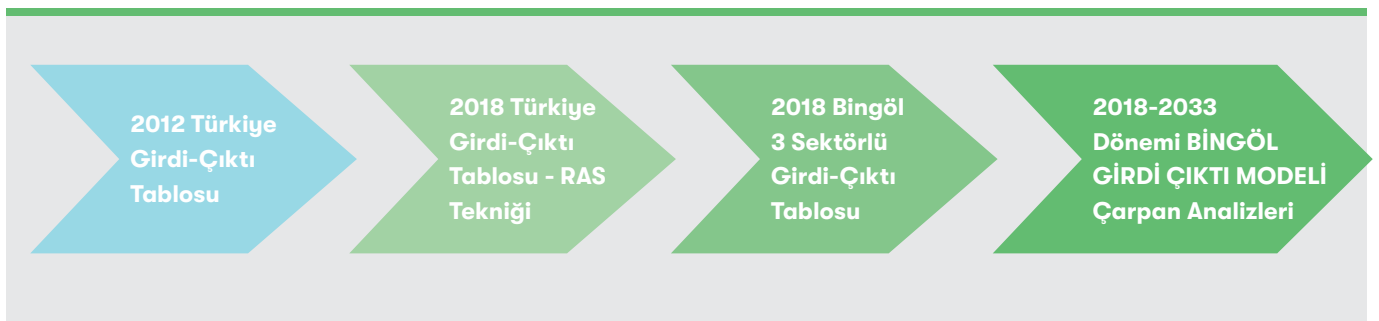 2012 Türkiye
Girdi-Çıktı
Tablosu
2018 Türkiye
Girdi-Çıktı
Tablosu - RAS
Tekniği
2018 Bingöl
3 Sektörlü
Girdi-Çıktı
Tablosu
2018-2033
Dönemi BİNGÖL
GİRDİ ÇIKTI MODELİ
Çarpan Analizleri